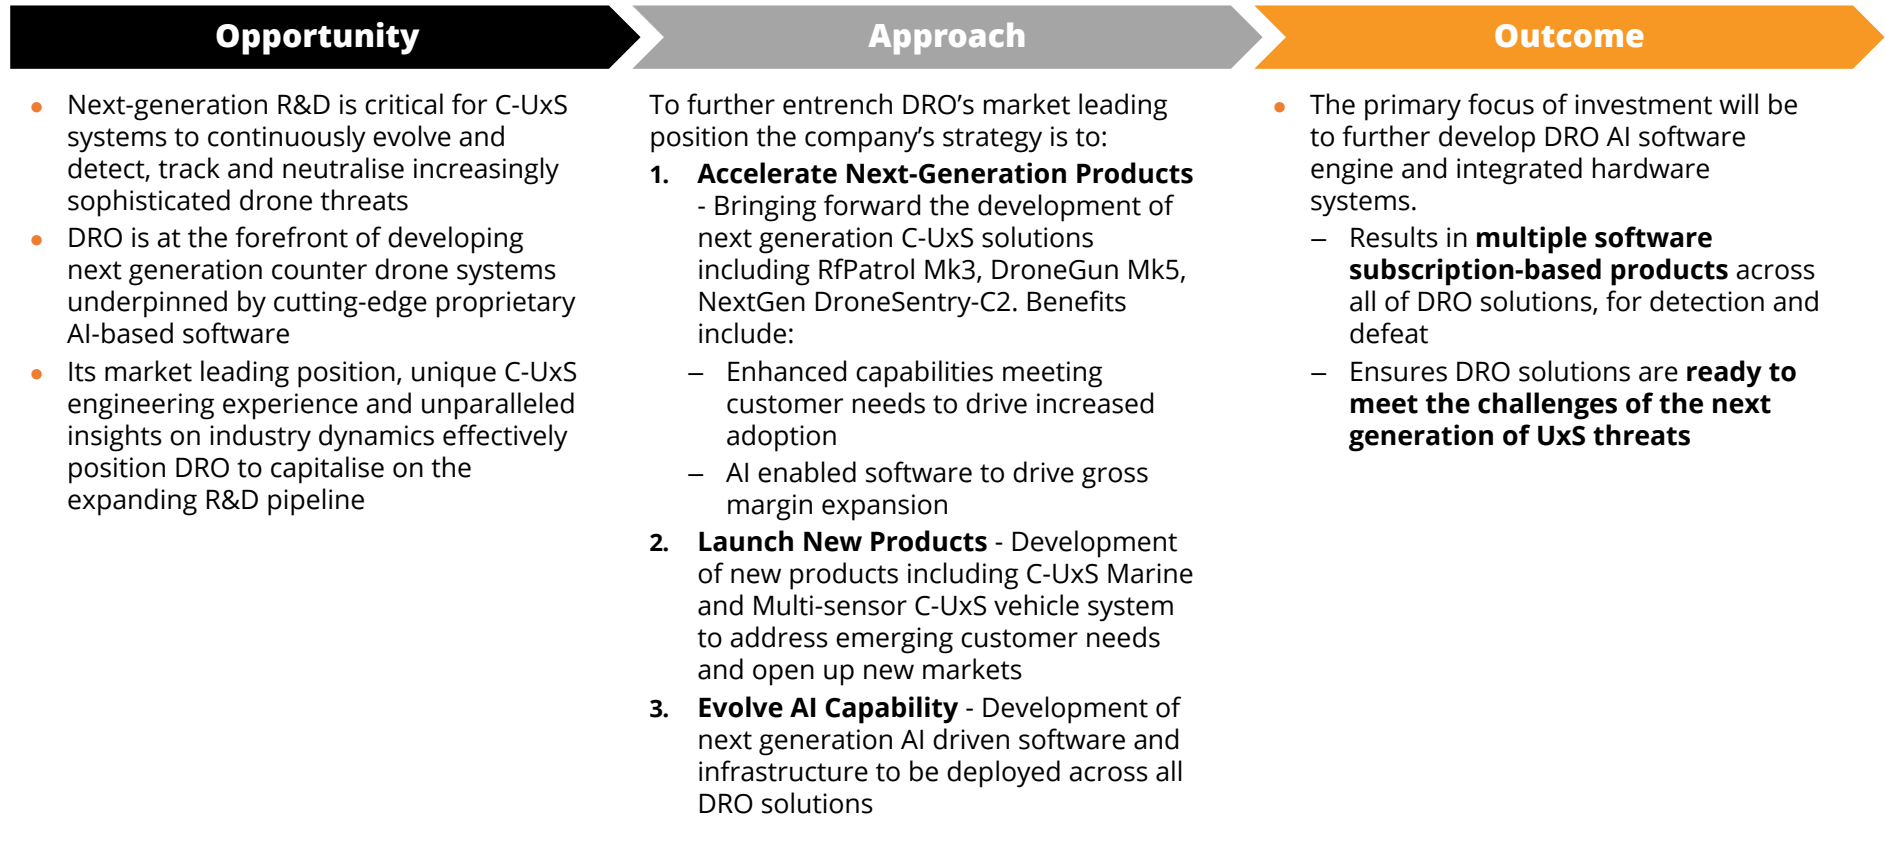 Opportunity
Next-generation R&D is critical for C-UxS
systems to continuously evolve and
detect, track and neutralise increasingly
sophisticated drone threats
DRO is at the forefront of developing
next generation counter drone systems
underpinned by cutting-edge proprietary
AI-based software
Its market leading position, unique C-UxS
engineering experience and unparalleled
insights on industry dynamics effectively
position DRO to capitalise on the
expanding R&D pipeline
Approach
To further entrench DRO's market leading
position the company's strategy is to:
1. Accelerate Next-Generation Products
- Bringing forward the development of
next generation C-UxS solutions
including RfPatrol Mk3, DroneGun Mk5,
NextGen DroneSentry-C2. Benefits
include:
– Enhanced capabilities meeting
customer needs to drive increased
adoption
– AI enabled software to drive gross
margin expansion
2. Launch New Products - Development
of new products including C-UxS Marine
and Multi-sensor C-UxS vehicle system
to address emerging customer needs
and open up new markets
3. Evolve AI Capability - Development of
next generation AI driven software and
infrastructure to be deployed across all
DRO solutions
Outcome
The primary focus of investment will be
to further develop DRO AI software
engine and integrated hardware
systems.
– Results in multiple software
subscription-based products across
all of DRO solutions, for detection and
defeat
– Ensures DRO solutions are ready to
meet the challenges of the next
generation of UxS threats